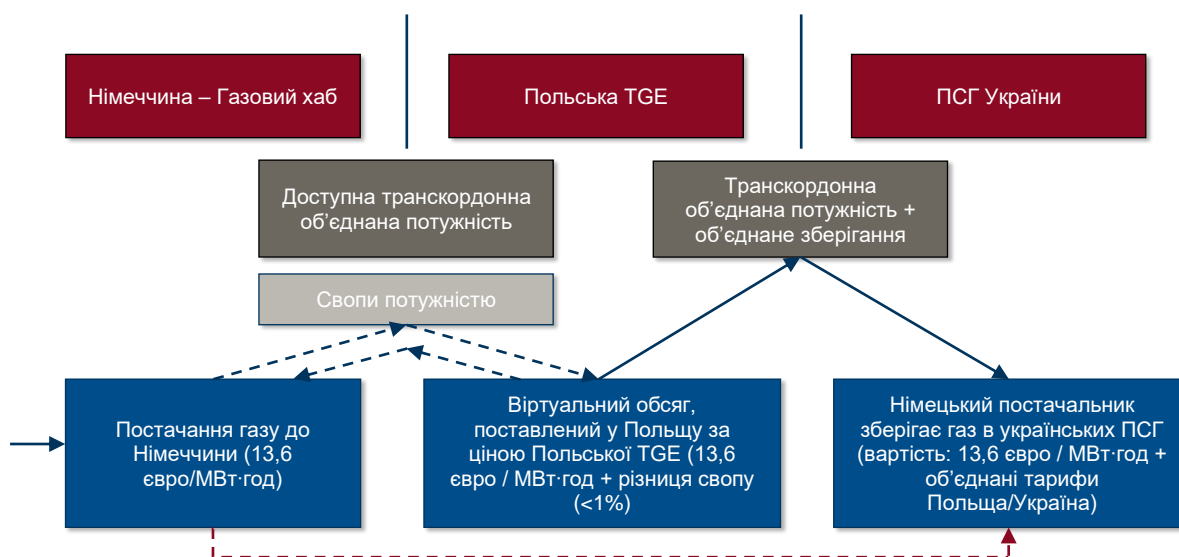 Німеччина – Газовий хаб
Польська TGE
ПСГ України
Доступна транскордонна
об’єднана потужність
Транскордонна
об’єднана потужність +
об’єднане зберігання
Свопи потужністю
Постачання газу до
Німеччини (13,6
євро/МВт·год)
Віртуальний обсяг,
поставлений у Польщу за
ціною Польської TGE (13,6
євро / МВт·год + різниця свопу
(<1%)
Німецький постачальник
зберігає газ в українських ПСГ
(вартість: 13,6 євро / МВт·год +
об’єднані тарифи
Польща/Україна)